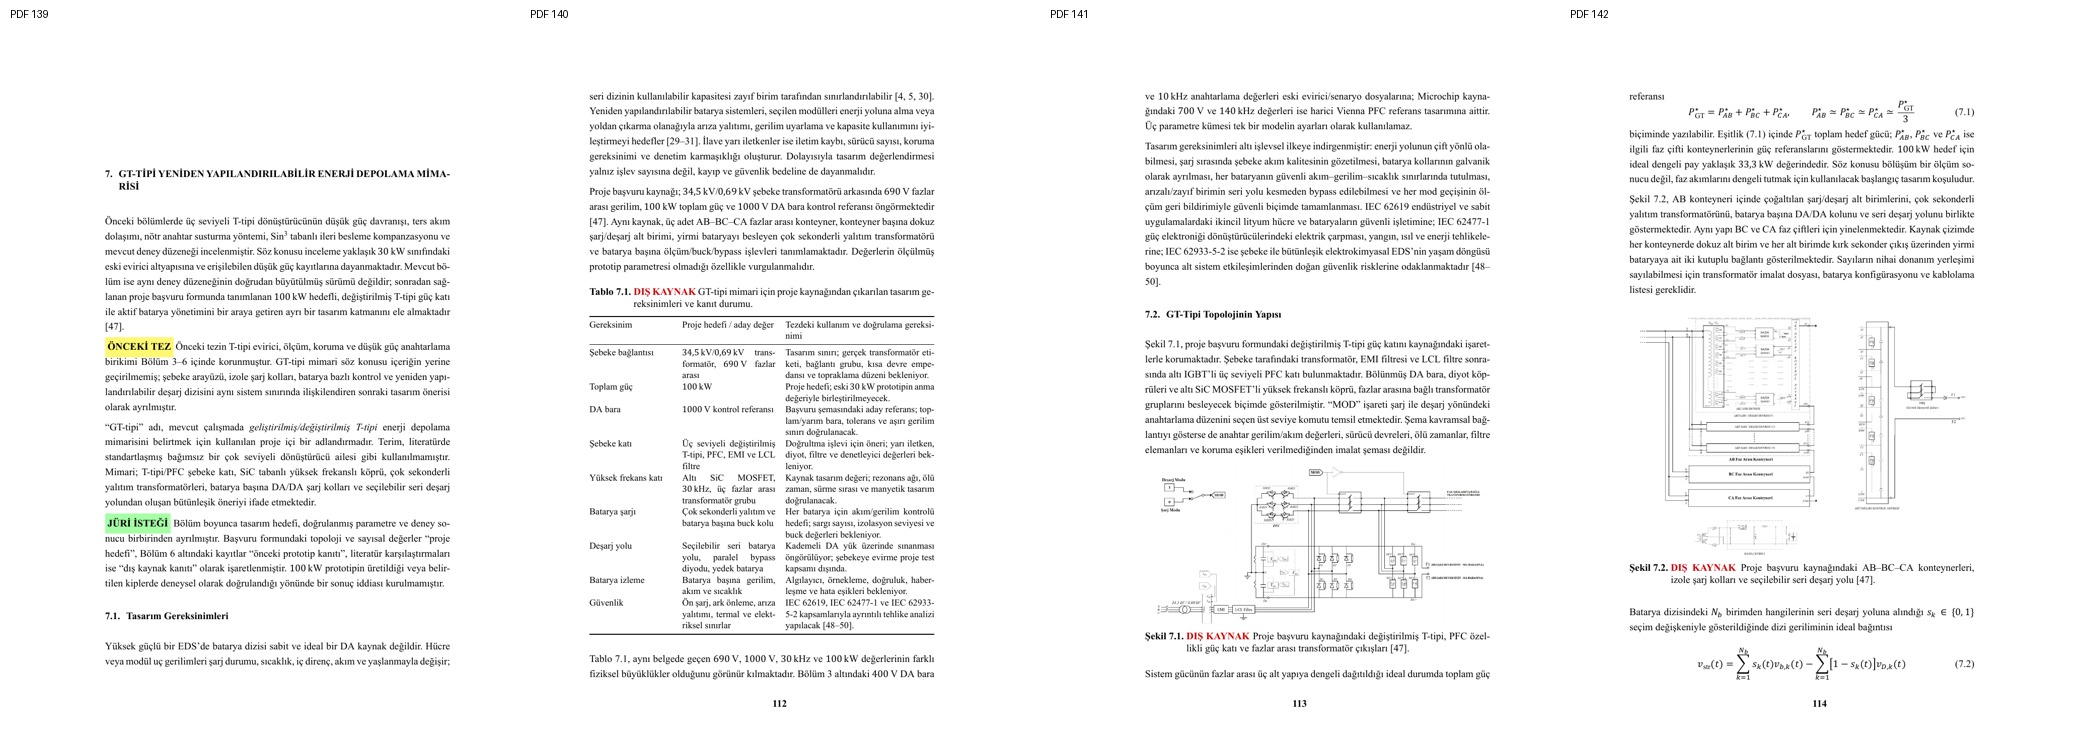 PDF 139
7. GT-TİPİ YENİDEN YAPILANDIRILABİLİR ENERJİ DEPOLAMA MİMA-
RİSİ
Önceki bölümlerde üç seviyeli T-tipi dönüştürücünün düşük güç davranışı, ters akım
dolaşımı, nötr anahtar susturma yöntemi, Sin³ tabanlı ileri besleme kompanzasyonu ve
mevcut deney düzeneğinin incelenmiştir. Söz konusu inceleme yaklaşık 30 kW sınıfındaki
eski evirici altyapısına ve erişilebilen düşük güç kayıtlarına dayanmaktadır. Mevcut bö-
lüm ise aynı deney düzeneğinin doğrudan büyütülmüş sürümü değildir; sonradan sağ-
lanan proje başvuru formunda tanımlanan 100 kW hedefli, değiştirilmiş T-tipi güç katı
ile aktif batarya yönetimini bir araya getiren ayrı bir tasarım katmanını ele almaktadır
[47].
ÖNCEKİ TEZ Önceki tezin T-tipi evirici, ölçüm, koruma ve düşük güç anahtarlama
birikimi Bölüm 3–6 içinde korunmuştur. GT-tipi mimari söz konusu içeriğin yerine
geçirilmemiş; şebeke arayüzü, izole şarj kolları, batarya bazlı kontrol ve yeniden yapı-
landırılabilir deşarj dizisini aynı sistem sınırında ilişkilendiren sonraki tasarım önerisi
olarak ayrılmıştır.
“GT-tipi” adı, mevcut çalışmada geliştirilmiş/değiştirilmiş T-tipi enerji depolama
mimarisini belirtmek için kullanılan proje içi bir adlandırmadır. Terim, literatürde
standartlaşmış bağımsız bir çok seviyeli dönüştürücü ailesi gibi kullanılmamıştır.
Mimari; T-tipi/PFC şebeke katı, SiC tabanlı yüksek frekanslı köprü, çok sekonderli
yalıtım transformatörleri, batarya başına DA/DA şarj kolları ve seçilebilir seri deşarj
yolundan oluşan bütünleşik öneriyi ifade etmektedir.
JÜRİ İSTEĞİ Bölüm boyunca tasarım hedefi, doğrulanmış parametre ve deney so-
nucu birbirinden ayrılmıştır. Başvuru formundaki topoloji ve sayısal değerler “proje
hedefi”, Bölüm 6 altındaki kayıtlar “önceki prototip kanıtı”, literatür karşılaştırmaları
ise “dış kaynak kanıtı” olarak işaretlenmiştir. 100 kW prototipin üretildiği veya belir-
tilen kiplerde deneysel olarak doğrulandığı yönünde bir sonuç iddiası kurulmamıştır.
7.1. Tasarım Gereksinimleri
Yüksek güçlü bir EDS’de batarya dizisi sabit ve ideal bir DA kaynak değildir. Hücre
veya modül uç gerilimleri şarj durumu, sıcaklık, iç direnç, akım ve yaşlanmayla değişir;
PDF 140
seri dizinin kullanılabilir kapasitesi zayıf birim tarafından sınırlandırılabilir [4, 5, 30].
Yeniden yapılandırılabilir batarya sistemleri, seçilen modülleri enerji yoluna alma veya
yoldan çıkarma olanağıyla arıza yalıtımı, gerilim uyarlama ve kapasite kullanımını iyi-
leştirmeyi hedefler [29–31]. İlave yarı iletkenler ise iletim kaybı, sürücü sayısı, koruma
gereksinimi ve denetim karmaşıklığı oluşturur. Dolayısıyla tasarım değerlendirmesi
yalnız işlev sayısına değil, kayıp ve güvenlik bedeline de dayanmalıdır.
Proje başvuru kaynağı; 34,5 kV/0,69 kV şebeke transformatörü arkasında 690 V fazlar
arası gerilim, 100 kW toplam güç ve 1000 V DA bara kontrol referansı öngörmektedir
[47]. Aynı kaynak, üç adet AB–BC–CA fazlar arası konteyner, konteyner başına dokuz
şarj/deşarj alt birimi, yirmi bataryayı besleyen çok sekonderli yalıtım transformatörü
ve batarya başına ölçüm/buck/bypass işlevleri tanımlamaktadır. Değerlerin ölçülmüş
prototip parametresi olmadığı özellikle vurgulanmalıdır.
Tablo 7.1. DIŞ KAYNAK GT-tipi mimari için proje kaynağından çıkarılan tasarım ge-
reksinimleri ve kanıt durumu.
Gereksinim Proje hedefi / aday değer Tezdeki kullanım ve doğrulama gereksi-
nimi
Şebeke bağlantısı 34,5 kV/0,69 kV trans- Tasarım sınırı; gerçek transformatör eti-
formatör, 690 V fazlar keti, bağlantı grubu, kısa devre empe-
arası dansı ve topraklama düzeni bekleniyor.
Toplam güç 100 kW Proje hedefi; eski 30 kW prototipin anma
değeriyle birleştirilmeyecek.
DA bara 1000 V kontrol referansı Başvuru şemasındaki aday referans; top-
lam/yarım bara, tolerans ve aşırı gerilim
sınırı doğrulanacak.
Şebeke katı Üç seviyeli değiştirilmiş Doğrultma işlevi için öneri; yarı iletken,
T-tipi, PFC, EMI ve LCL diyot, filtre ve denetleyici değerleri bek-
filtre leniyor.
Yüksek frekans katı Altı SiC MOSFET, Kaynak tasarım değeri; rezonans ağı, ölü
30 kHz, üç fazlar arası zaman, sürme sırası ve manyetik tasarım
transformatör grubu doğrulanacak.
Batarya şarjı Çok sekonderli yalıtım ve Her batarya için akım/gerilim kontrolü
batarya başına buck kolu hedefi; sargı sayısı, izolasyon seviyesi ve
buck değerleri bekleniyor.
Deşarj yolu Seçilebilir seri batarya Kademeli DA yük üzerinde sınanması
yolu, paralel bypass öngörülüyor; şebekeye evirme proje test
diyodu, yedek batarya kapsamı dışında.
Batarya izleme Batarya başına gerilim, Algılayıcı, örnekleme, doğruluk, haber-
akım ve sıcaklık leşme ve hata eşikleri bekleniyor.
Güvenlik Ön şarj, ark önleme, arıza IEC 62619, IEC 62477-1 ve IEC 62933-
yalıtımı, termal ve elekt- 5-2 kapsamlarıyla ayrıntılı tehlike analizi
riksel sınırlar yapılacak [48–50].
Tablo 7.1, aynı belgede geçen 690 V, 1000 V, 30 kHz ve 100 kW değerlerinin farklı
fiziksel büyüklükler olduğunu görünür kılmaktadır. Bölüm 3 altındaki 400 V DA bara
112
PDF 141
ve 10 kHz anahtarlama değerleri eski evirici/senaryo dosyalarına; Microchip kayna-
ğındaki 700 V ve 140 kHz değerleri ise harici Vienna PFC referans tasarımına aittir.
Üç parametre kümesi tek bir modelin ayarları olarak kullanılamaz.
Tasarım gereksinimleri altı işlevsel ilkeye indirgenmiştir: enerji yolunun çift yönlü ola-
bilmesi, şarj sırasında şebeke akım kalitesinin gözetilmesi, batarya kollarının galvanik
olarak ayrılması, her bataryanın güvenli akım–gerilim–sıcaklık sınırlarında tutulması,
arızalı/zayıf birimin seri yolu kesmeden bypass edilebilmesi ve her mod geçişinin öl-
çüm geri bildirimiyle güvenli biçimde tamamlanması. IEC 62619 endüstriyel ve sabit
uygulamalardaki ikincil lityum hücre ve bataryaların güvenli işletimine; IEC 62477-1
güç elektroniği dönüştürücülerindeki elektrik çarpması, yangın, ısıl ve enerji tehlikele-
rine; IEC 62933-5-2 ise şebeke ile bütünleşik elektrokimyasal EDS’nin yaşam döngüsü
boyunca alt sistem etkileşimlerinden doğan güvenlik risklerine odaklanmaktadır [48–
50].
7.2. GT-Tipi Topolojinin Yapısı
Şekil 7.1, proje başvuru formundaki değiştirilmiş T-tipi güç katını kaynağındaki işaret-
lerle korumaktadır. Şebeke tarafındaki transformatör, EMI filtresi ve LCL filtre sonra-
sında altı IGBT’li üç seviyeli PFC katı bulunmaktadır. Bölünmüş DA bara, diyot köp-
rüleri ve altı SiC MOSFET’li yüksek frekanslı köprü, fazlar arasına bağlı transformatör
gruplarını besleyecek biçimde gösterilmiştir. “MOD” işareti şarj ile deşarj yönündeki
anahtarlama düzenini seçen üst seviye komutu temsil etmektedir. Şema kavramsal bağ-
lantıyı gösterse de anahtar gerilim/akım değerleri, sürücü devreleri, ölü zamanlar, filtre
elemanları ve koruma eşikleri verilmediğinden imalat şeması değildir.
Deşarj Modu
MOD
Şarj Modu
MOD
EMI
LCL Filtre
Şekil 7.1. DIŞ KAYNAK Proje başvuru kaynağındaki değiştirilmiş T-tipi, PFC özel-
likli güç katı ve fazlar arası transformatör çıkışları [47].
Sistem gücünün fazlar arası üç alt yapıya dengeli dağıtıldığı ideal durumda toplam güç
113
PDF 142
referansı
P*GT = P*AB + P*BC + P*CA, P*AB ≃ P*BC ≃ P*CA ≃ P*GT/3 (7.1)
biçiminde yazılabilir. Eşitlik (7.1) içinde P*GT toplam hedef gücü; P*AB, P*BC ve P*CA ise
ilgili faz çifti konteynerlerinin güç referanslarını göstermektedir. 100 kW hedef için
ideal dengeli pay yaklaşık 33,3 kW değerindedir. Söz konusu bölüşüm bir ölçüm so-
nucu değil, faz akımlarını dengeli tutmak için kullanılacak başlangıç tasarım koşuludur.
Şekil 7.2, AB konteyneri içinde çoğaltılan şarj/deşarj alt birimlerini, çok sekonderli
yalıtım transformatörünü, batarya başına DA/DA kolunu ve seri deşarj yolunu birlikte
göstermektedir. Aynı yapı BC ve CA faz çiftleri için yinelenmektedir. Kaynak çizimde
her konteynerde dokuz alt birim ve her alt birimde kırk sekonder çıkış üzerinden yirmi
bataryaya ait iki kutuplu bağlantı gösterilmektedir. Sayıların nihai donanım yerleşimi
sayılabilmesi için transformatör imalat dosyası, batarya konfigürasyonu ve kablolama
listesi gereklidir.
AB Faz Arası Konteyneri
BC Faz Arası Konteyneri
CA Faz Arası Konteyneri
Şekil 7.2. DIŞ KAYNAK Proje başvuru kaynağındaki AB–BC–CA konteynerleri,
izole şarj kolları ve seçilebilir seri deşarj yolu [47].
Batarya dizisindeki Nb birimden hangilerinin seri deşarj yoluna alındığı sk ∈ {0, 1}
seçim değişkeniyle gösterildiğinde dizi geriliminin ideal bağıntısı
(7.2)
114